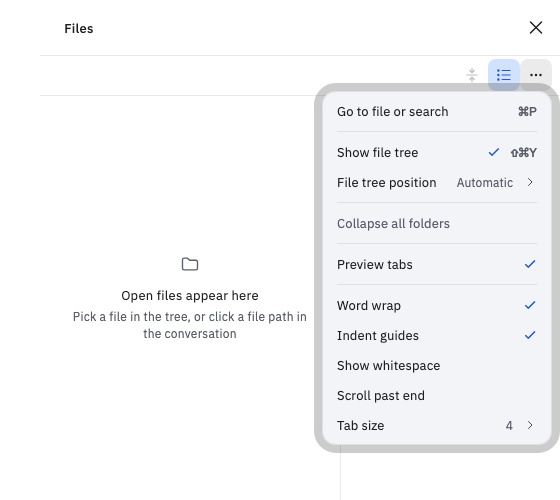 Files
Go to file or search ⌘P
Show file tree ⇧⌘Y
File tree position Automatic
Collapse all folders
Preview tabs
Word wrap
Indent guides
Show whitespace
Scroll past end
Tab size 4
Open files appear here
Pick a file in the tree, or click a file path in
the conversation